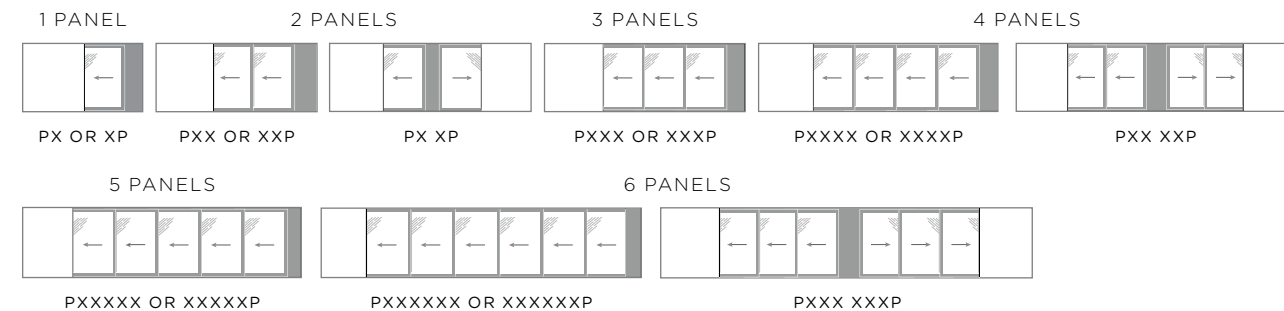 1 PANEL
2 PANELS
3 PANELS
4 PANELS
PX OR XP
PXX OR XXP
PX XP
PXXX OR XXXP
PXXXX OR XXXXP
PXX XXP
5 PANELS
6 PANELS
PXXXXX OR XXXXXP
PXXXXXX OR XXXXXXP
PXXX XXXP